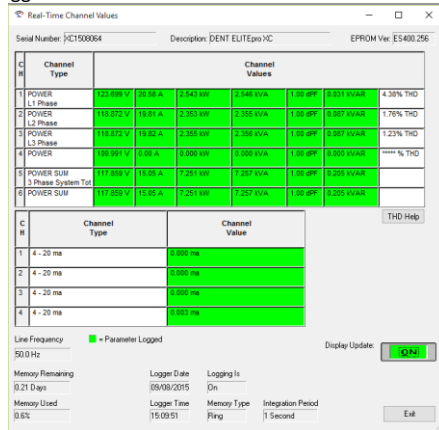 gg
Real-Time Channel Values
Serial Number: XC1508064 Description: DENT ELITEpro XC EPROM Ver: ES400.256
C H Channel Type Channel Values
1 POWER L1 Phase 123.699 V 20.58 A 2.543 kW 2.546 kVA 1.00 dPF 0.031 kVAR 4.38% THD
2 POWER L2 Phase 118.872 V 19.81 A 2.353 kW 2.355 kVA 1.00 dPF 0.087 kVAR 1.76% THD
3 POWER L3 Phase 118.872 V 19.82 A 2.353 kW 2.356 kVA 1.00 dPF 0.087 kVAR 1.23% THD
4 POWER 109.991 V 0.00 A 0.000 kW 0.000 kVA 1.00 dPF 0.000 kVAR ***** % THD
5 POWER SUM 3 Phase System Tot 117.859 V 15.05 A 7.251 kW 7.257 kVA 1.00 dPF 0.205 kVAR
6 POWER SUM 117.859 V 15.05 A 7.251 kW 7.257 kVA 1.00 dPF 0.205 kVAR
THD Help
C H Channel Type Channel Value
1 4 - 20 ma 0.000 ma
2 4 - 20 ma 0.000 ma
3 4 - 20 ma 0.000 ma
4 4 - 20 ma 0.003 ma
Line Frequency = Parameter Logged
50.0 Hz
Display Update: ON
Memory Remaining Logger Date Logging Is
0.21 Days 09/08/2015 On
Memory Used Logger Time Memory Type Integration Period
0.6% 15:09:51 Ring 1 Second Exit